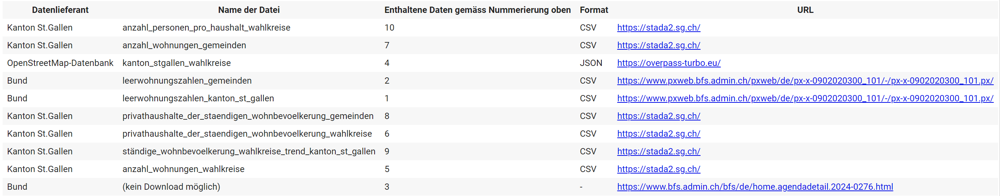 Datenlieferant Name der Datei Enthaltene Daten gemäss Nummerierung oben Format URL
Kanton St.Gallen anzahl_personen_pro_haushalt_wahlkreise 10 CSV https://stada2.sg.ch/
Kanton St.Gallen anzahl_wohnungen_gemeinden 7 CSV https://stada2.sg.ch/
OpenStreetMap-Datenbank kanton_stgallen_wahlkreise 4 JSON https://overpass-turbo.eu/
Bund leerwohnungszahlen_gemeinden 2 CSV https://www.pxweb.bfs.admin.ch/pxweb/de/px-x-0902020300_101/-/px-x-0902020300_101.px/
Bund leerwohnungszahlen_kanton_st_gallen 1 CSV https://www.pxweb.bfs.admin.ch/pxweb/de/px-x-0902020300_101/-/px-x-0902020300_101.px/
Kanton St.Gallen privathaushalte_der_staendigen_wohnbevoelkerung_gemeinden 8 CSV https://stada2.sg.ch/
Kanton St.Gallen privathaushalte_der_staendigen_wohnbevoelkerung_wahlkreise 6 CSV https://stada2.sg.ch/
Kanton St.Gallen ständige_wohnbevoelkerung_wahlkreise_trend_kanton_st_gallen 9 CSV https://stada2.sg.ch/
Kanton St.Gallen anzahl_wohnungen_wahlkreise 5 CSV https://stada2.sg.ch/
Bund (kein Download möglich) 3 - https://www.bfs.admin.ch/bfs/de/home.agendadetail.2024-0276.html